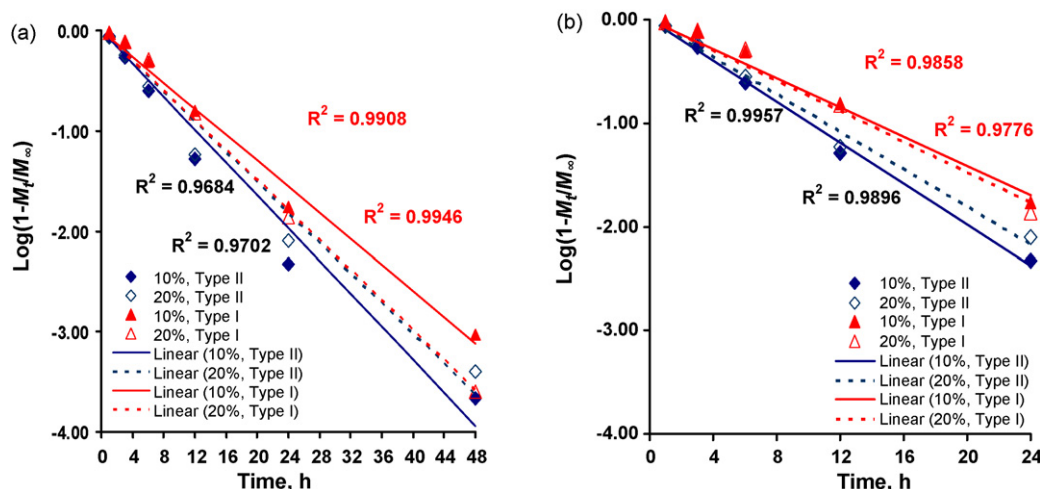 (a)
0.00
-1.00
-2.00
-3.00
-4.00
Log(1-Mₜ/M∞)
R² = 0.9908
R² = 0.9684
R² = 0.9946
R² = 0.9702
10%, Type II
20%, Type II
10%, Type I
20%, Type I
Linear (10%, Type II)
Linear (20%, Type II)
Linear (10%, Type I)
Linear (20%, Type I)
0 4 8 12 16 20 24 28 32 36 40 44 48
Time, h
(b)
0.00
-1.00
-2.00
-3.00
-4.00
Log(1-Mₜ/M∞)
R² = 0.9858
R² = 0.9957
R² = 0.9776
R² = 0.9896
10%, Type II
20%, Type II
10%, Type I
20%, Type I
Linear (10%, Type II)
Linear (20%, Type II)
Linear (10%, Type I)
Linear (20%, Type I)
0 4 8 12 16 20 24
Time, h